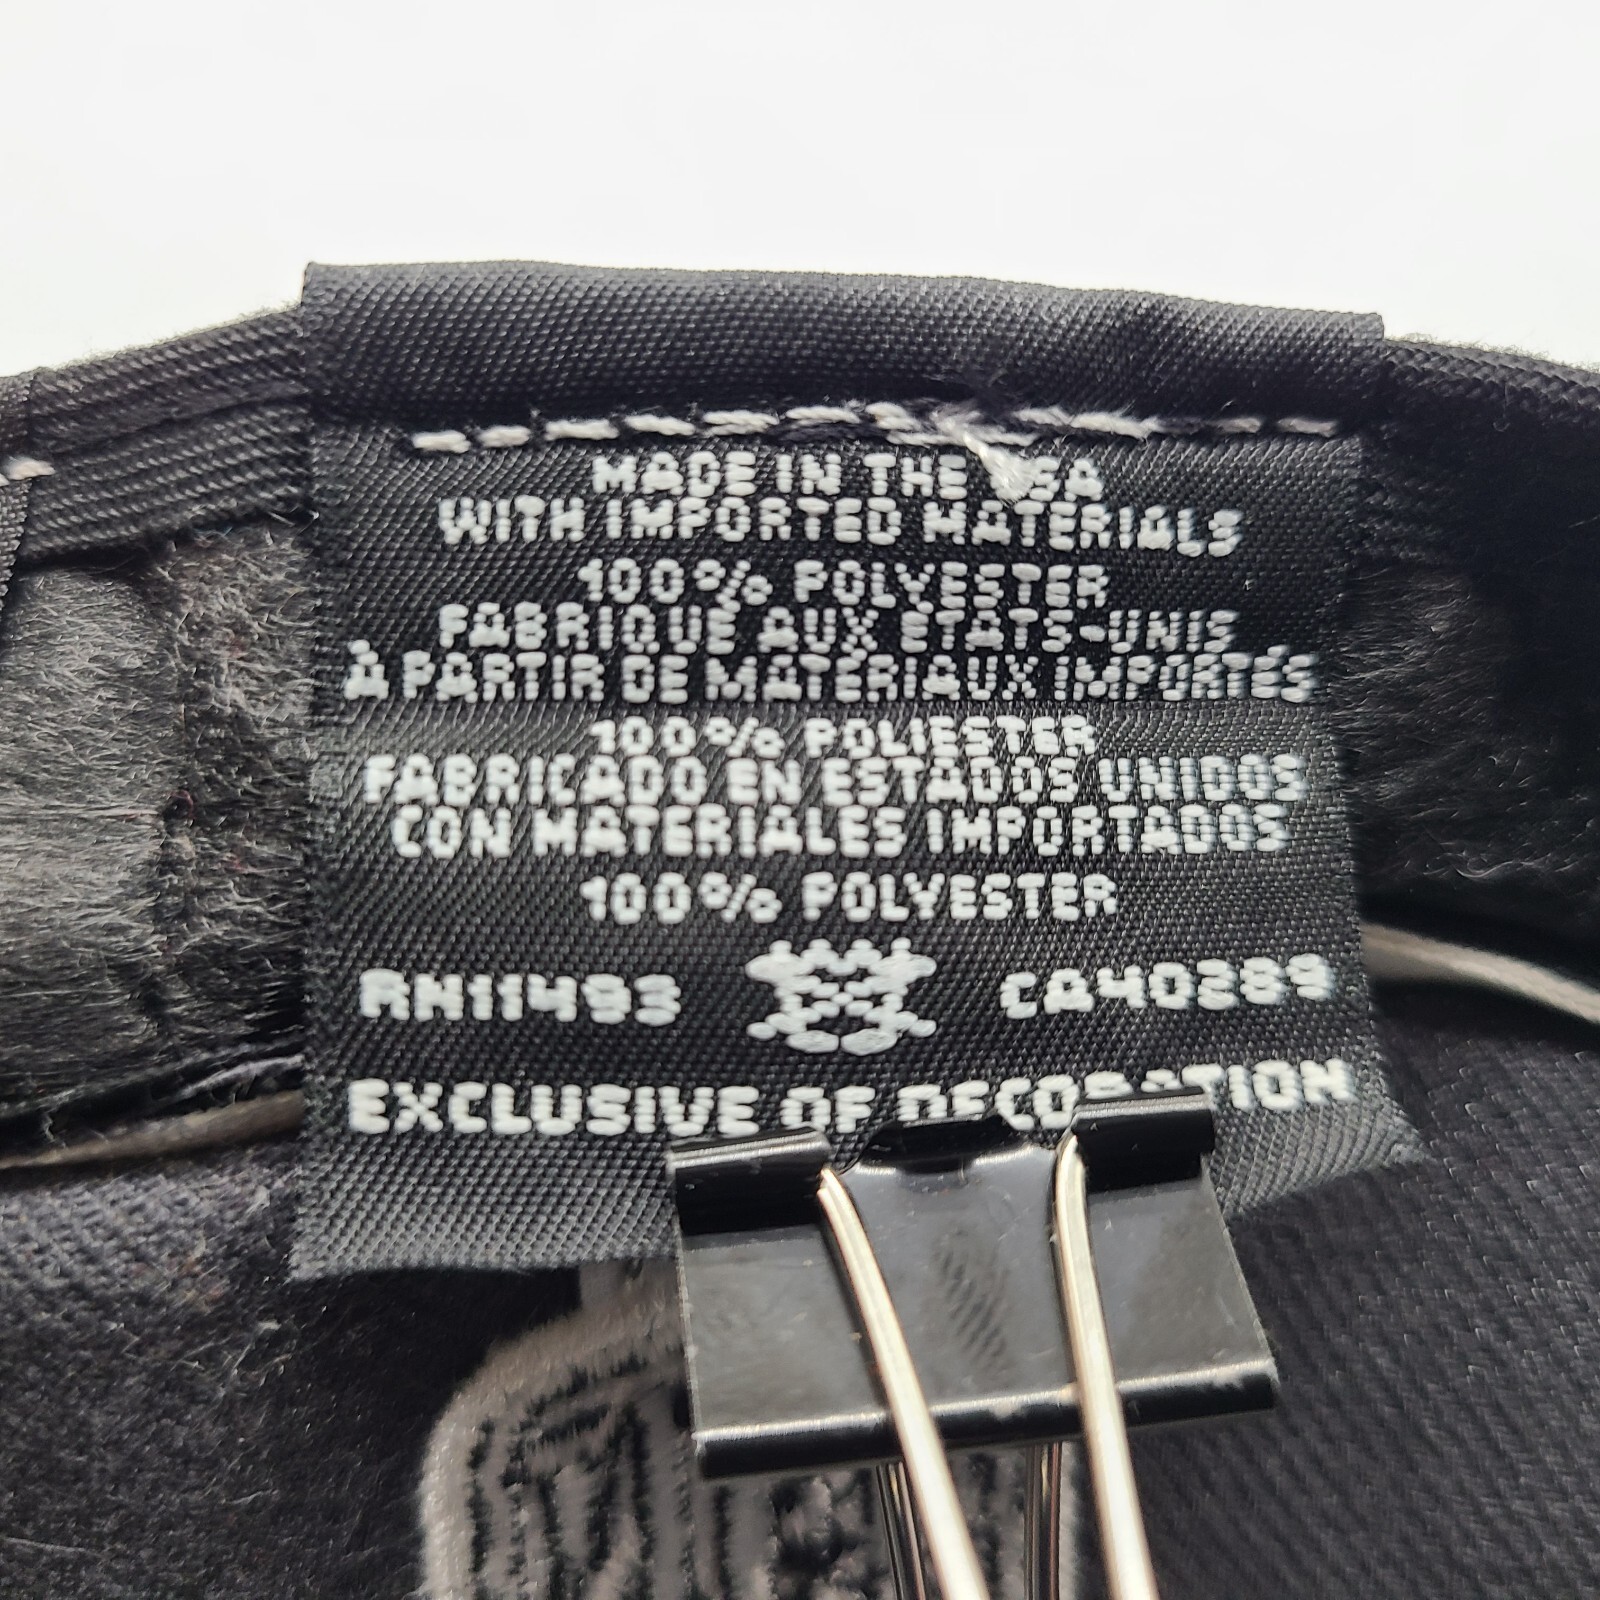 MADE IN THE USA
WITH IMPORTED MATERIALS
100% POLYESTER
FABRIQUÉ AUX ÉTATS-UNIS
À PARTIR DE MATÉRIAUX IMPORTÉS
100% POLIESTER
FABRICADO EN ESTADOS UNIDOS
CON MATERIALES IMPORTADOS
100% POLYESTER
RN11493 CA40389
EXCLUSIVE OF DECORATION